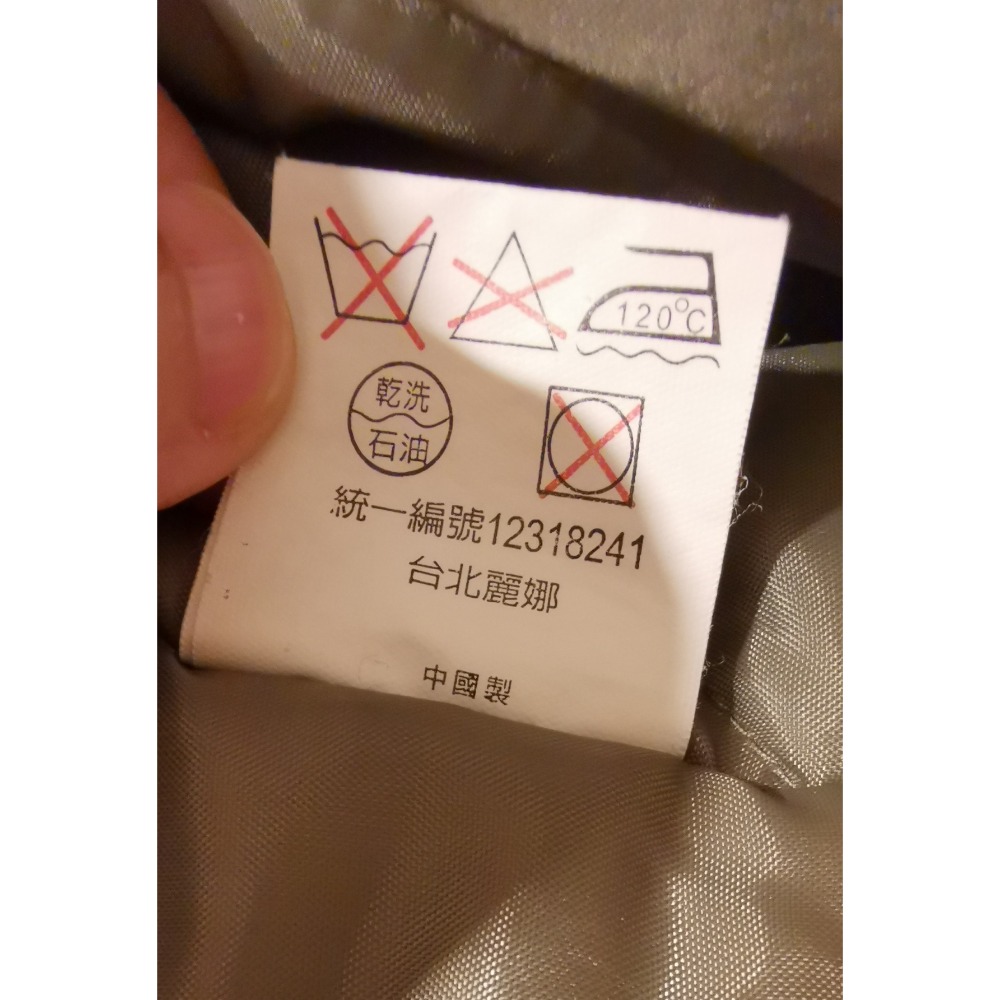 120°C
乾洗
石油
統一編號12318241
台北麗娜
中國製